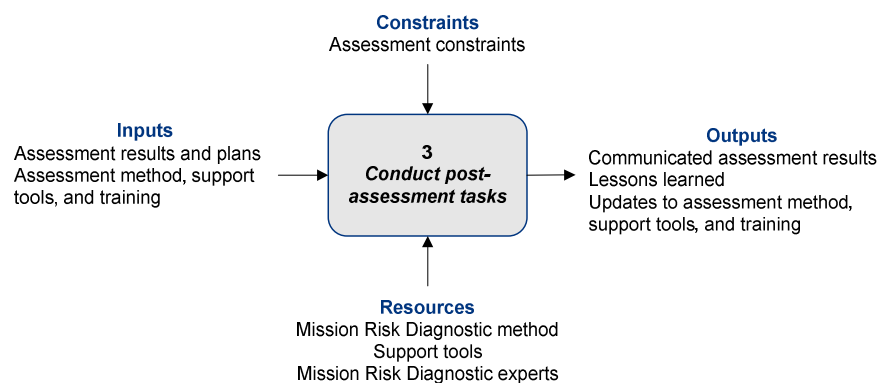 Constraints
Assessment constraints
Inputs
Assessment results and plans
Assessment method, support
tools, and training
3
Conduct post-
assessment tasks
Outputs
Communicated assessment results
Lessons learned
Updates to assessment method,
support tools, and training
Resources
Mission Risk Diagnostic method
Support tools
Mission Risk Diagnostic experts